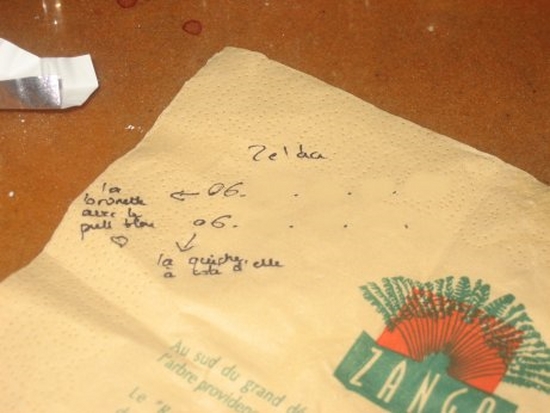 Zelda
la
brunette
avec le
pull bleu
♡
← 06. . . .
06. . . .
↓
la quiche
à côté d'elle
ZANGO
Au sud du grand dé
l'arbre providen
Le "B